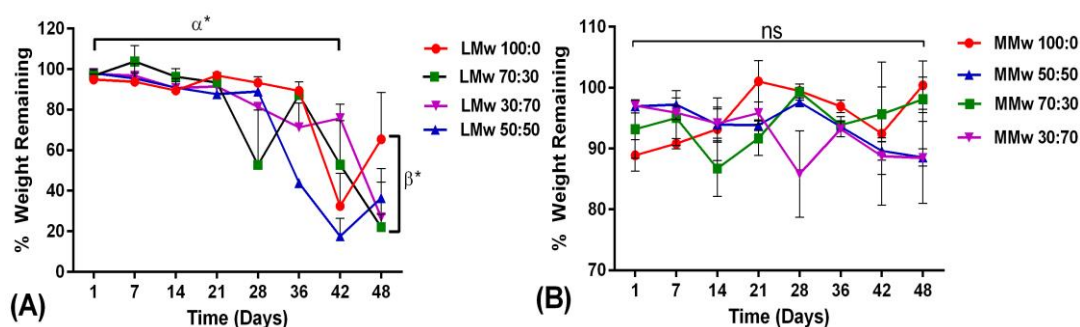 α*
ns
β*
LMw 100:0
LMw 70:30
LMw 30:70
LMw 50:50
% Weight Remaining
120
100
80
60
40
20
0
1 7 14 21 28 36 42 48
Time (Days)
(A)
MMw 100:0
MMw 50:50
MMw 70:30
MMw 30:70
% Weight Remaining
110
100
90
80
70
1 7 14 21 28 36 42 48
Time (Days)
(B)